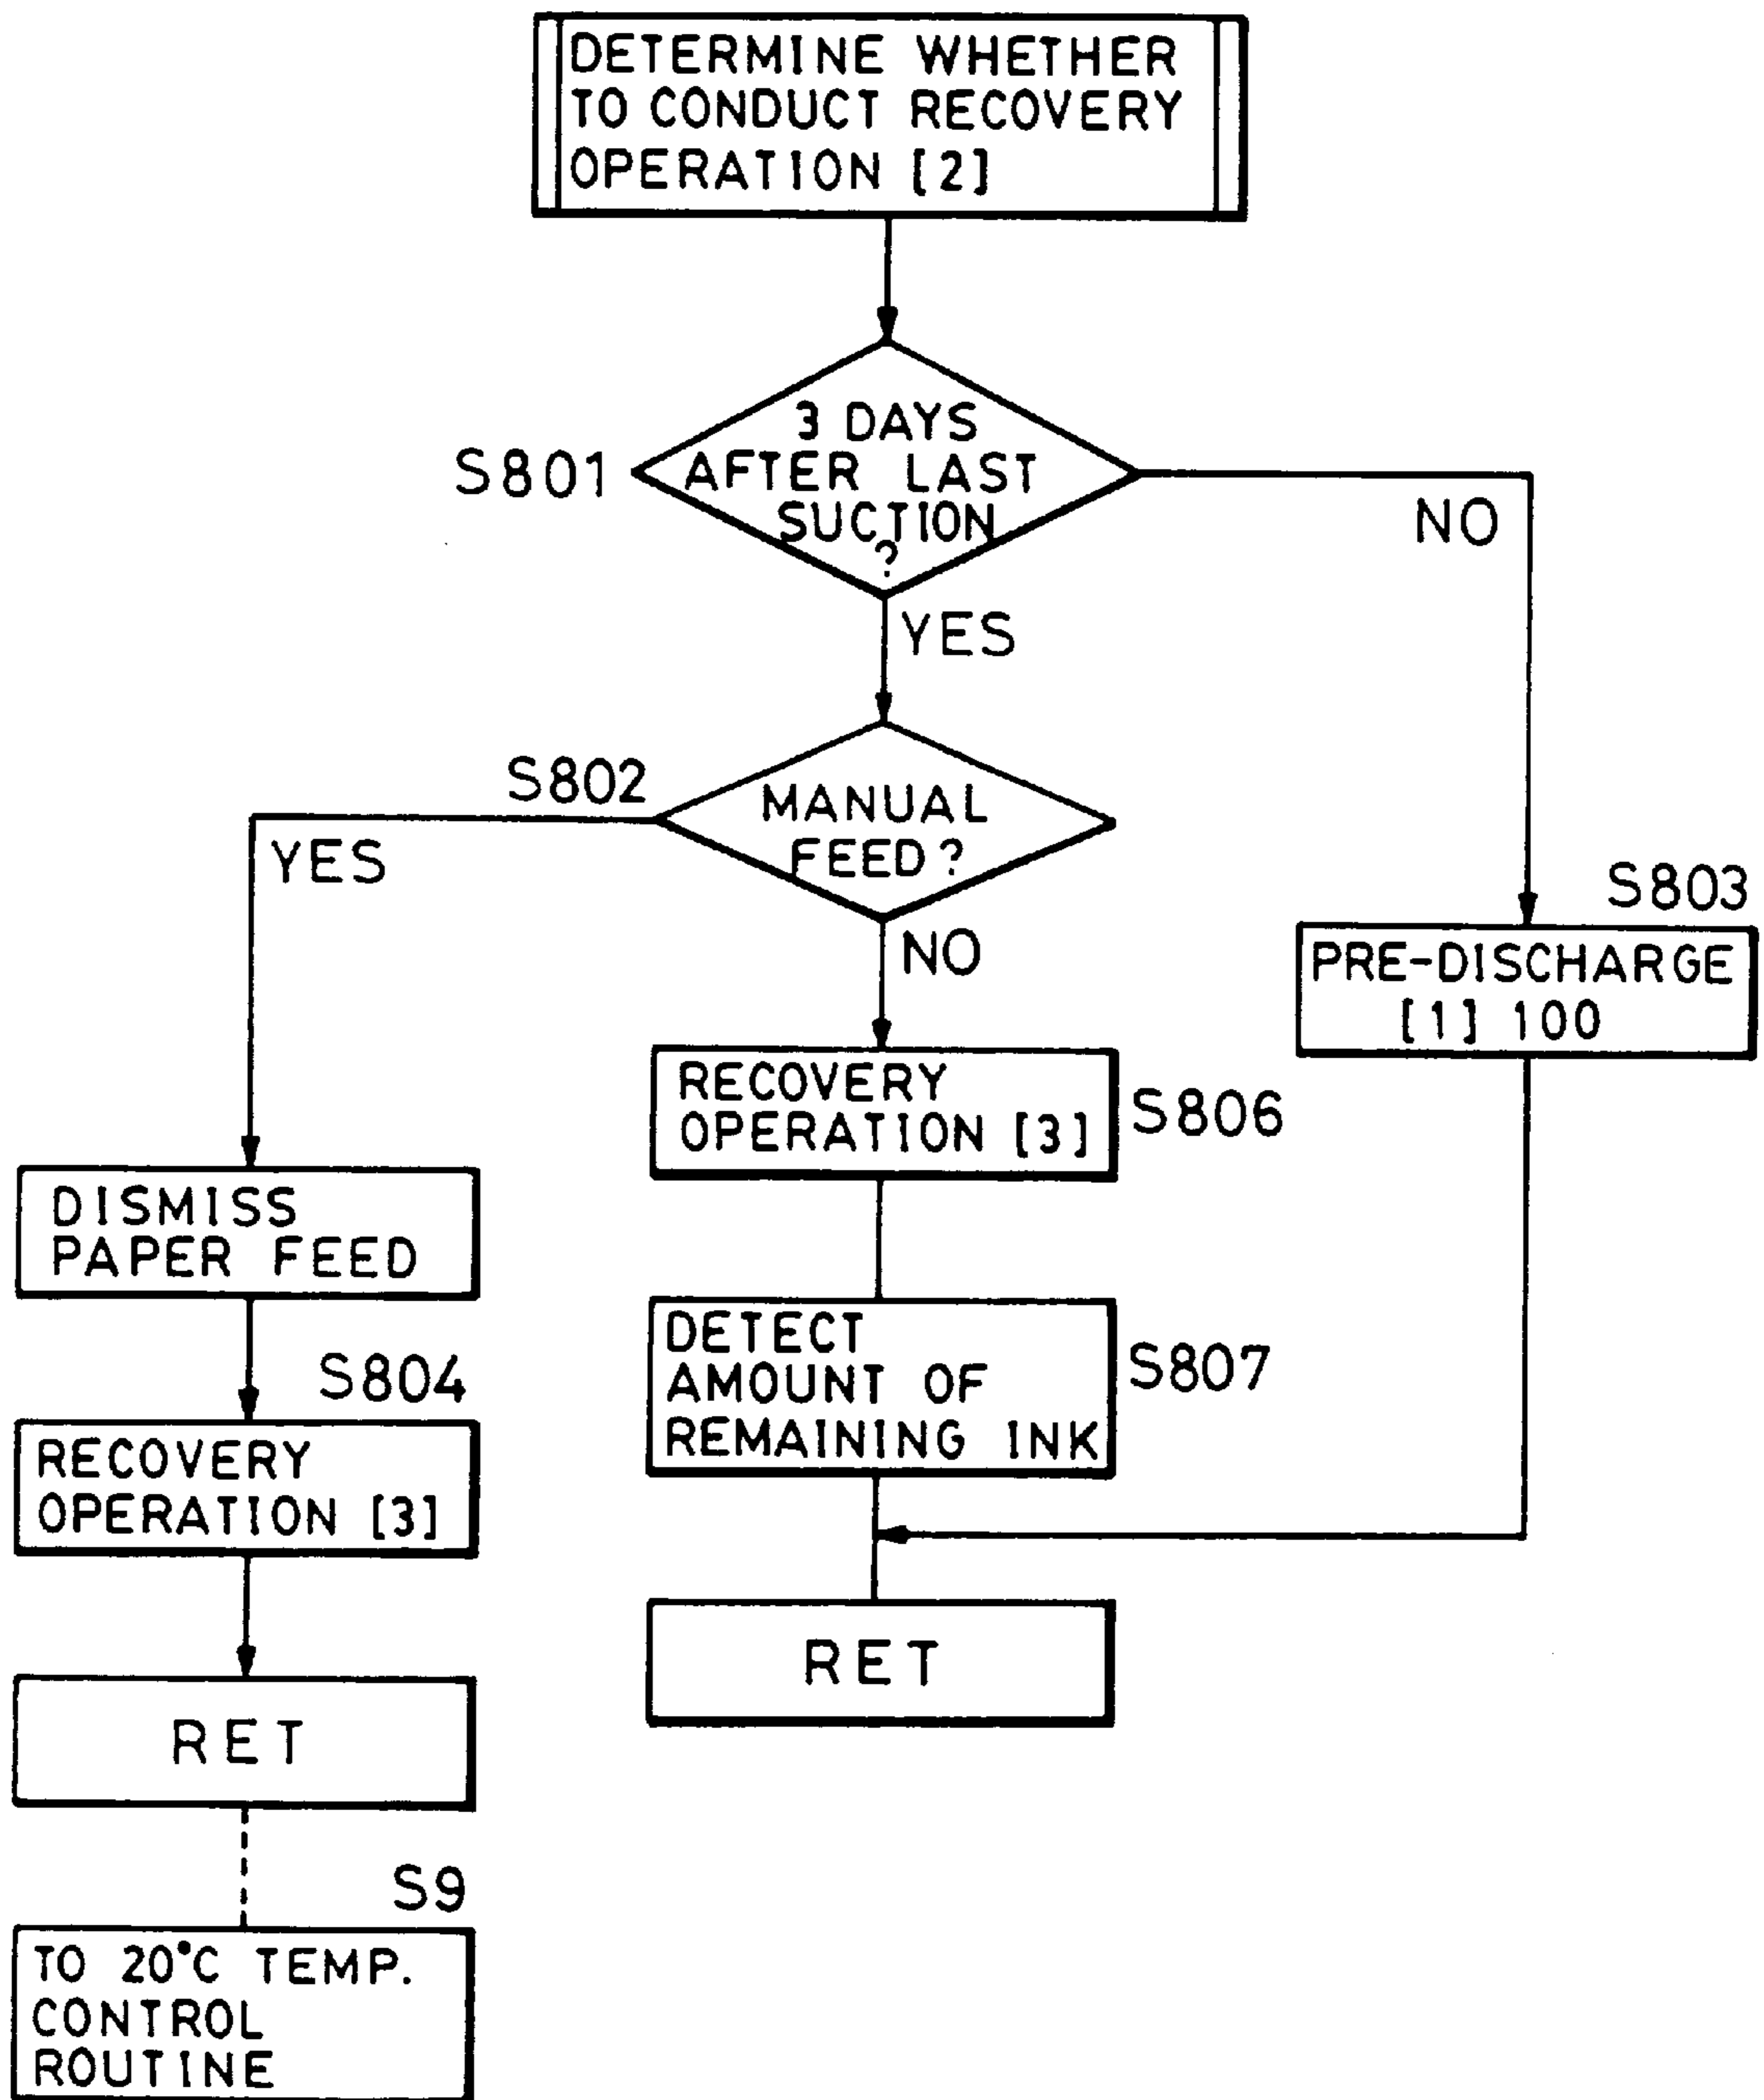 DETERMINE WHETHER
TO CONDUCT RECOVERY
OPERATION [2]
S801
3 DAYS
AFTER LAST
SUCTION
?
NO
YES
S802
MANUAL
FEED?
YES
NO
S803
PRE-DISCHARGE
[1] 100
RECOVERY
OPERATION [3]
S806
DISMISS
PAPER FEED
DETECT
AMOUNT OF
REMAINING INK
S807
S804
RECOVERY
OPERATION [3]
RET
RET
S9
TO 20°C TEMP.
CONTROL
ROUTINE